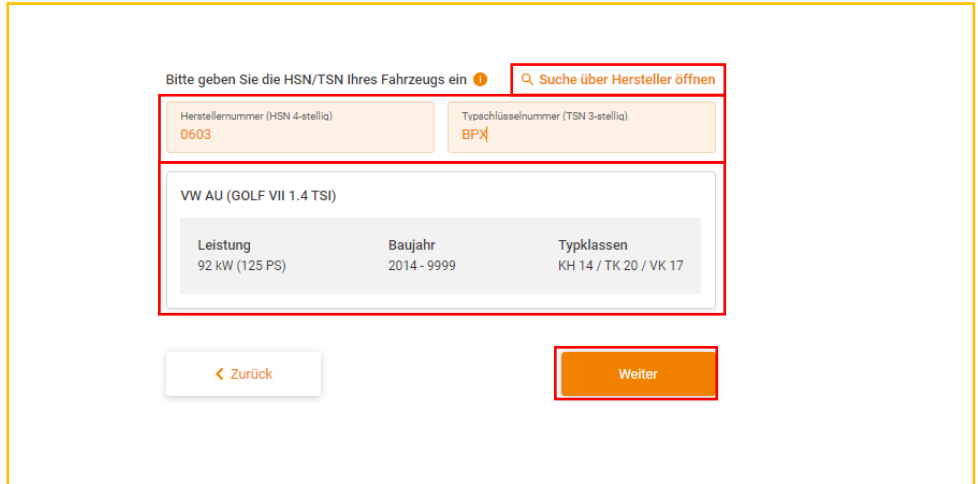 Bitte geben Sie die HSN/TSN Ihres Fahrzeugs ein
Suche über Hersteller öffnen
Herstellernummer (HSN 4-stellig)
0603
Typschlüsselnummer (TSN 3-stellig)
BPX
VW AU (GOLF VII 1.4 TSI)
Leistung
92 kW (125 PS)
Baujahr
2014 - 9999
Typklassen
KH 14 / TK 20 / VK 17
Zurück
Weiter